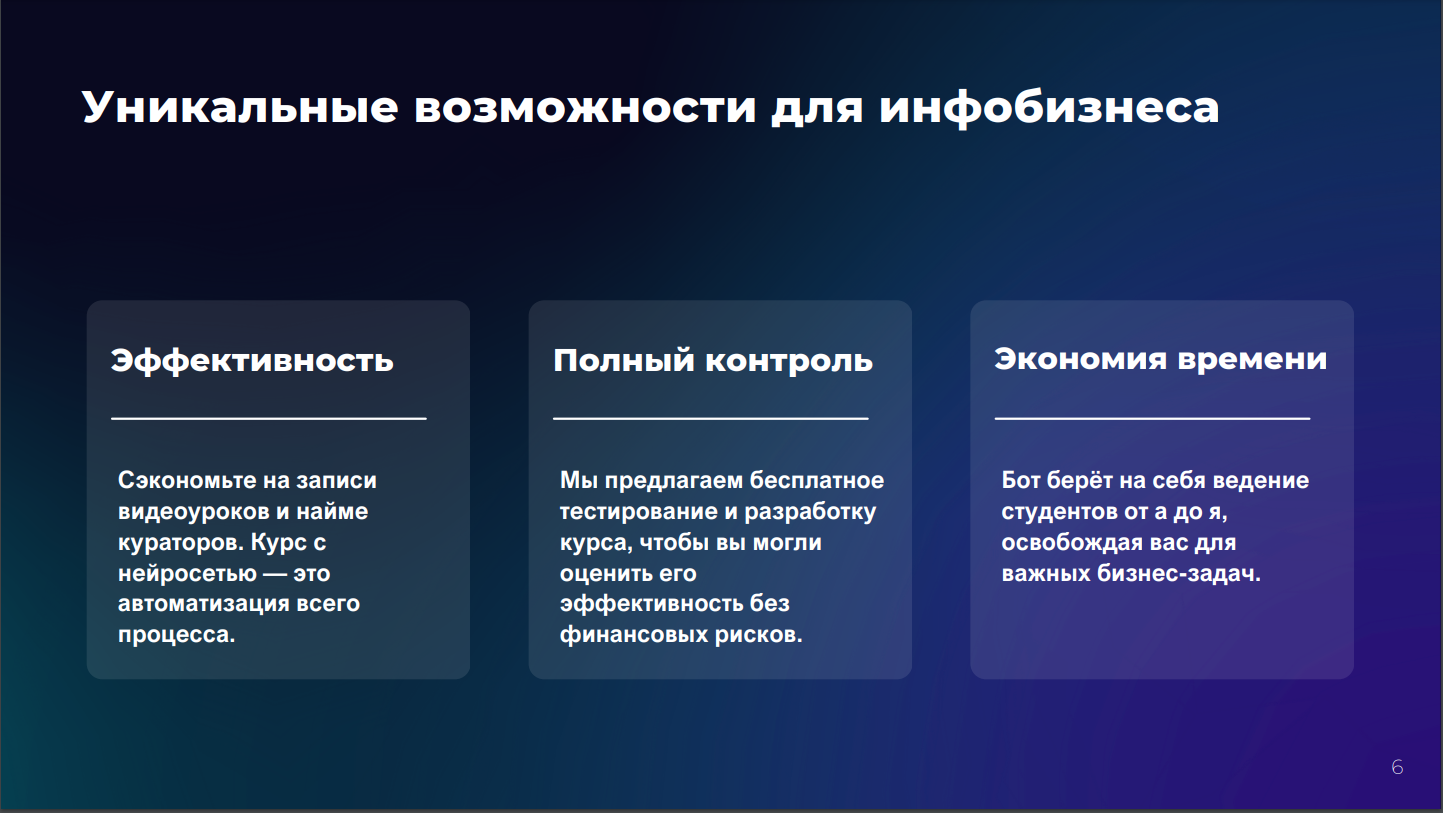 Уникальные возможности для инфобизнеса
Эффективность
Сэкономьте на записи
видеоуроков и найме
кураторов. Курс с
нейросетью — это
автоматизация всего
процесса.
Полный контроль
Мы предлагаем бесплатное
тестирование и разработку
курса, чтобы вы могли
оценить его
эффективность без
финансовых рисков.
Экономия времени
Бот берёт на себя ведение
студентов от а до я,
освобождая вас для
важных бизнес-задач.
6